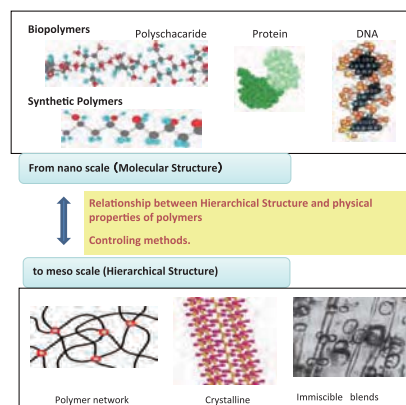 Biopolymers
Polyschacaride
Protein
DNA
Synthetic Polymers
From nano scale (Molecular Structure)
Relationship between Hierarchical Structure and physical
properties of polymers
Controling methods.
to meso scale (Hierarchical Structure)
Polymer network
Crystalline
Immiscible blends